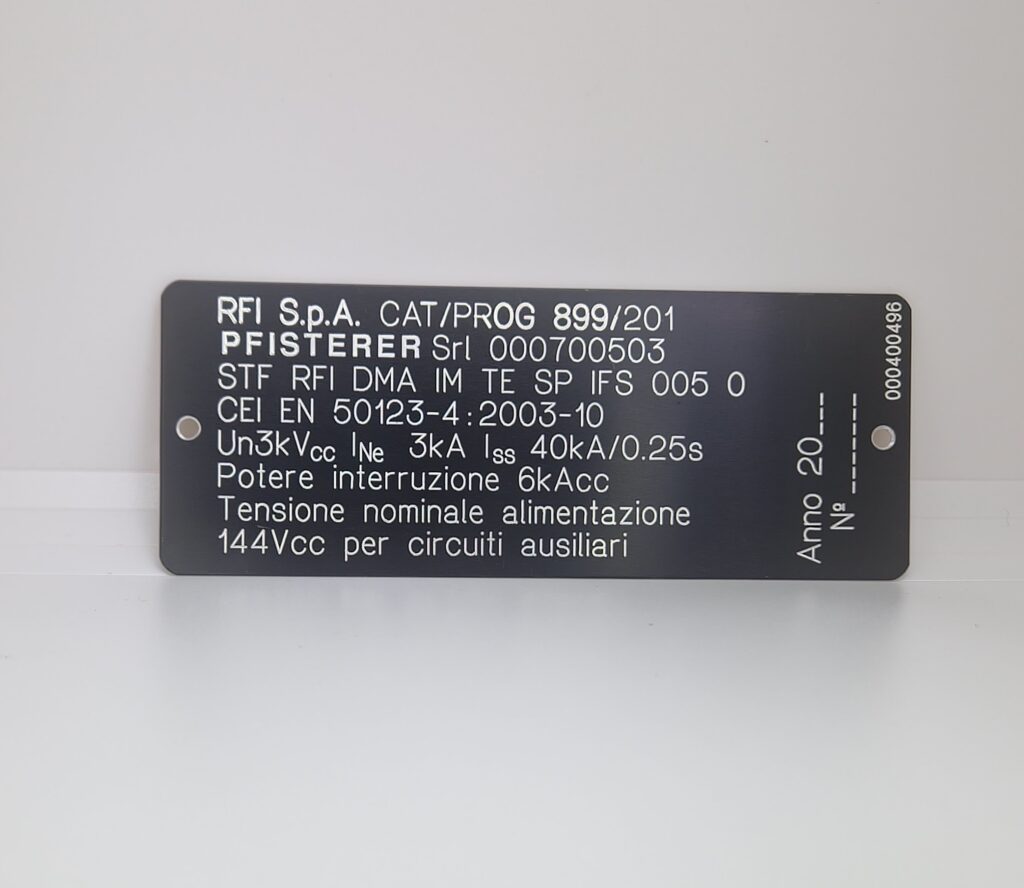 RFI S.p.A. CAT/PROG 899/201
PFISTERER Srl 000700503
STF RFI DMA IM TE SP IFS 005 0
CEI EN 50123-4:2003-10
Un3kVcc INe 3kA Iss 40kA/0.25s
Potere interruzione 6kAcc
Tensione nominale alimentazione
144Vcc per circuiti ausiliari
Anno 20___
Nº ______
000400496